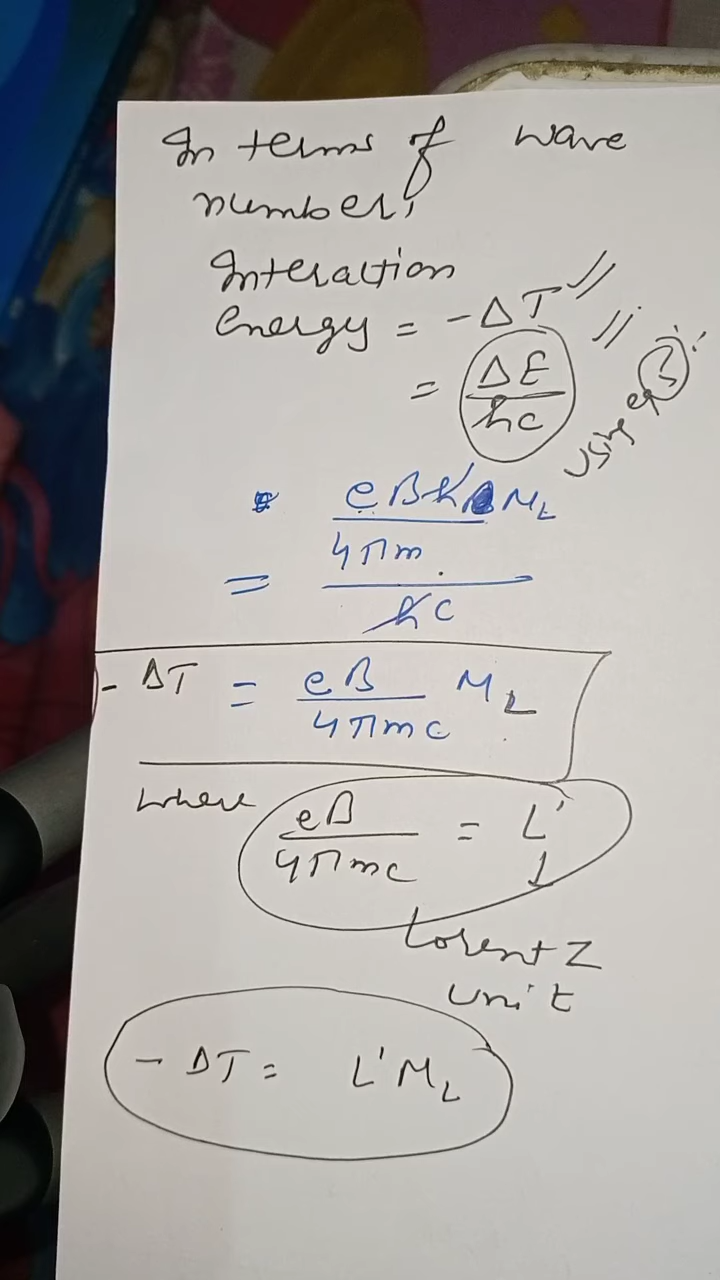 In terms of wave
number,
Interaction
energy = - ΔT //
= ΔE/hc // using eq (3)
= eBh M_L/4πm / hc
- ΔT = eB/4πmc M_L
where eB/4πmc = L'
↓
Lorentz
unit
- ΔT = L'M_L